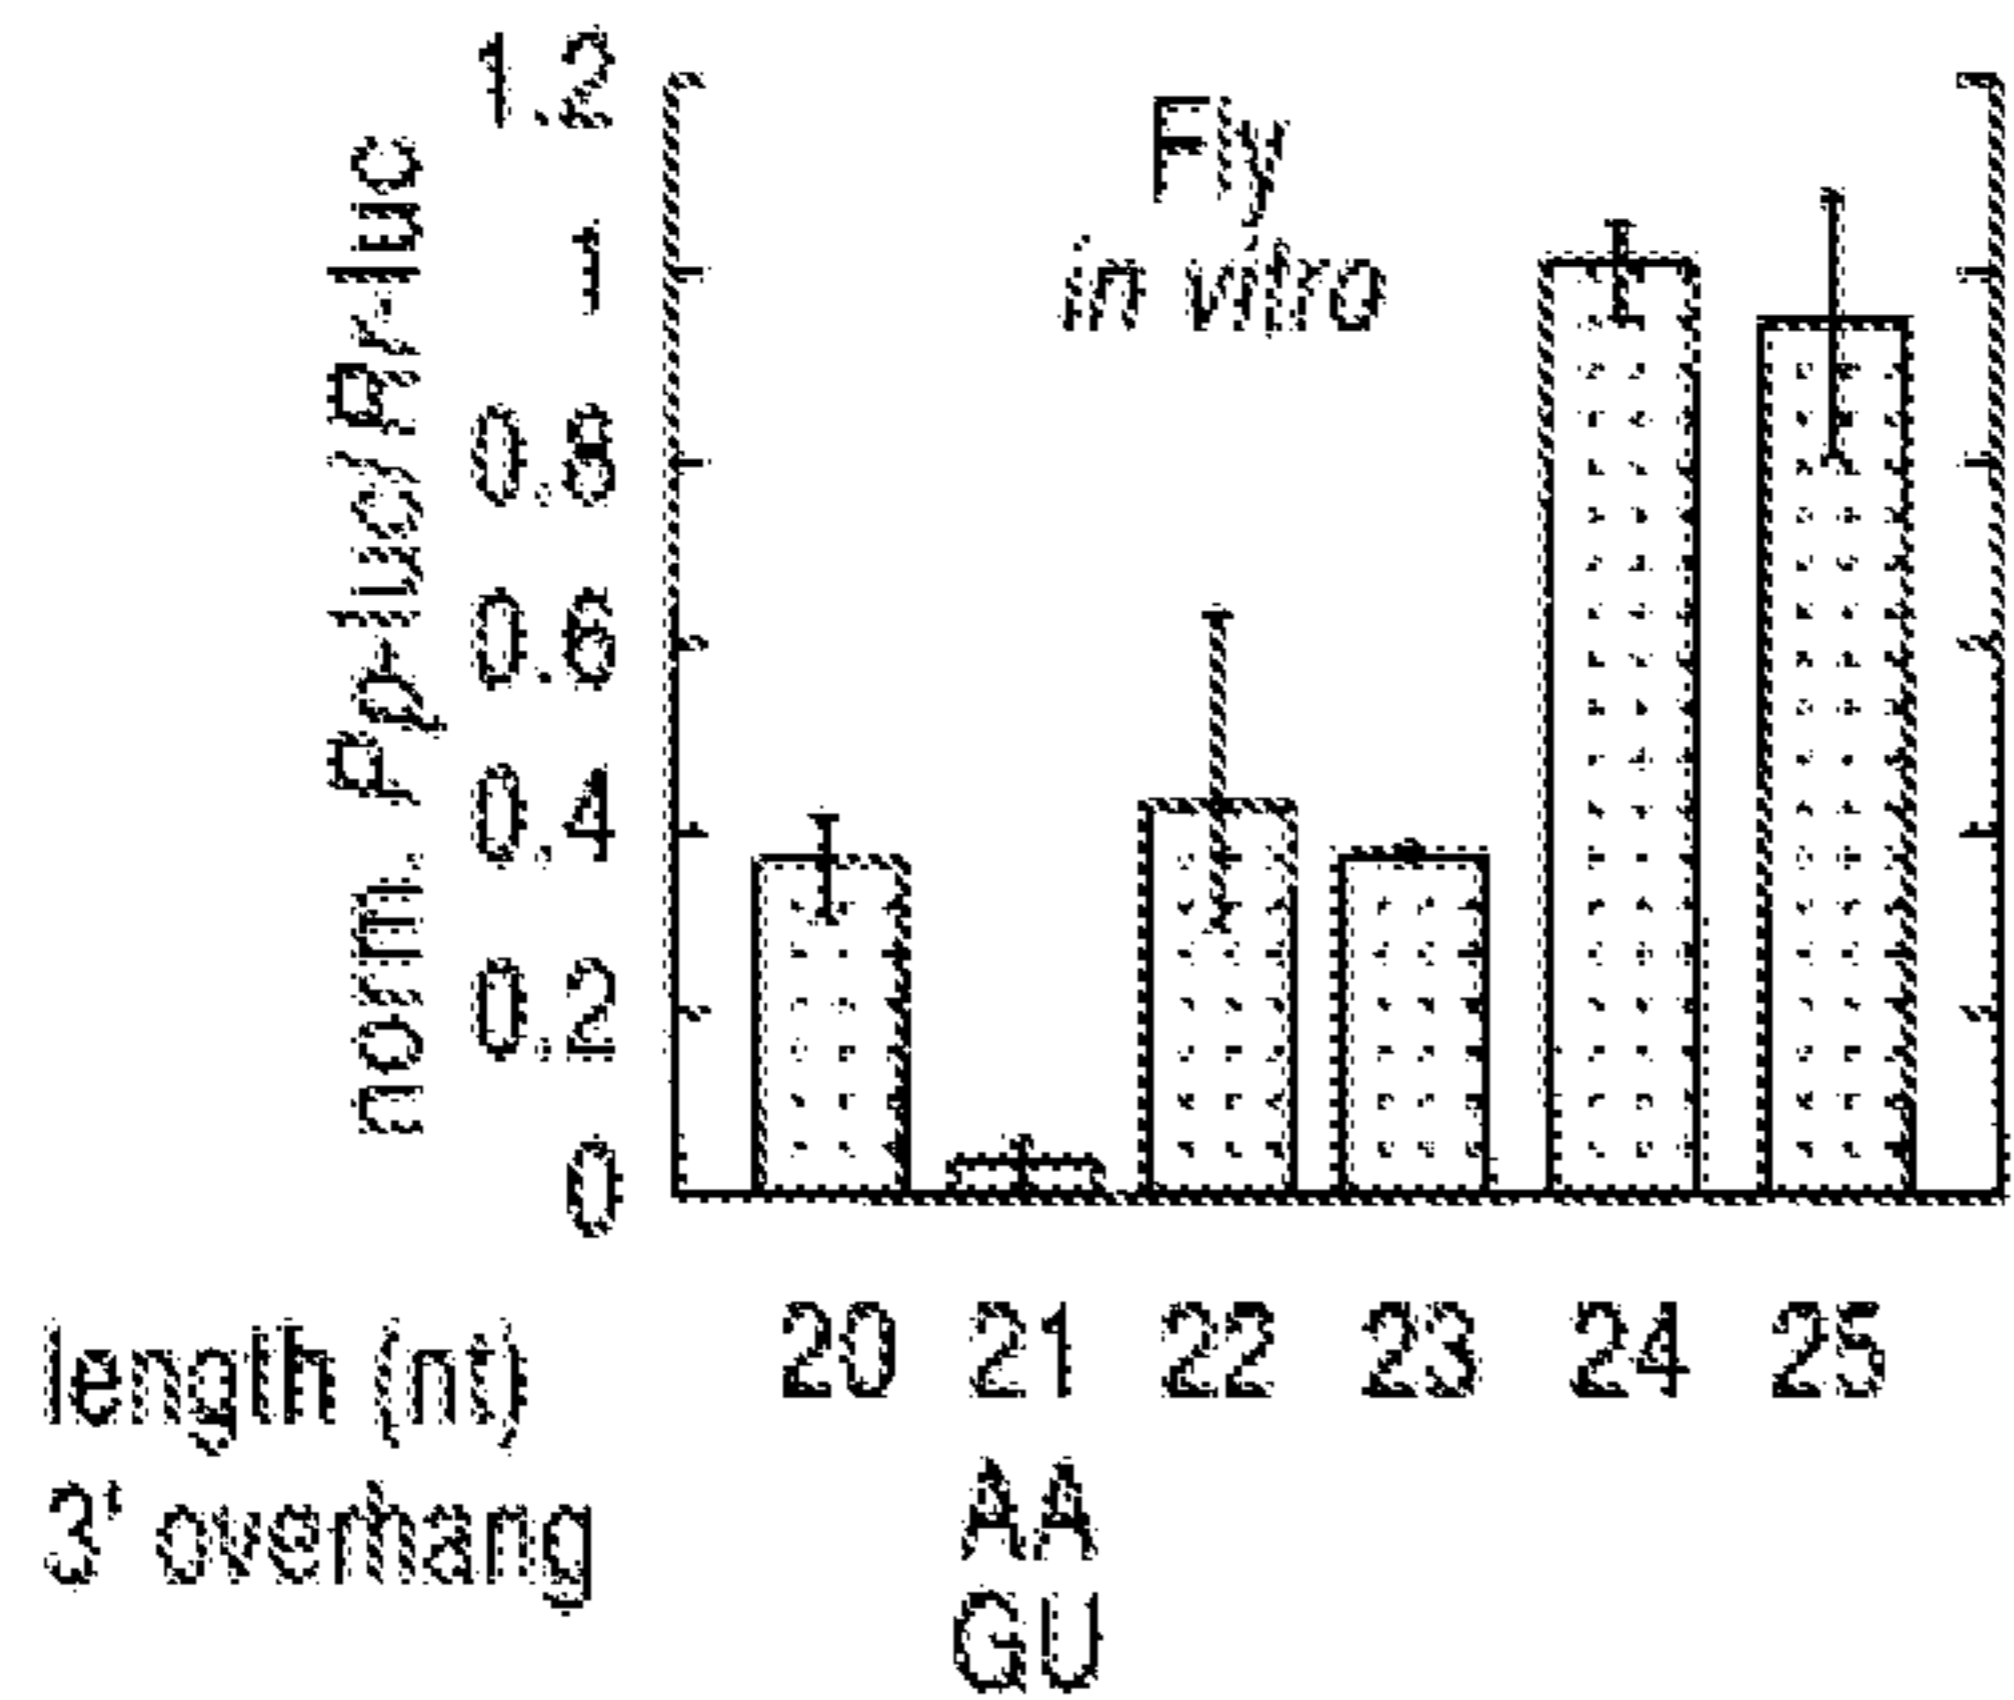 norm. Pp-luc/Rr-luc
1.2
1
0.8
0.6
0.4
0.2
0
Fly
in vitro
length (nt) 20 21 22 23 24 25
3' overhang AA
GU